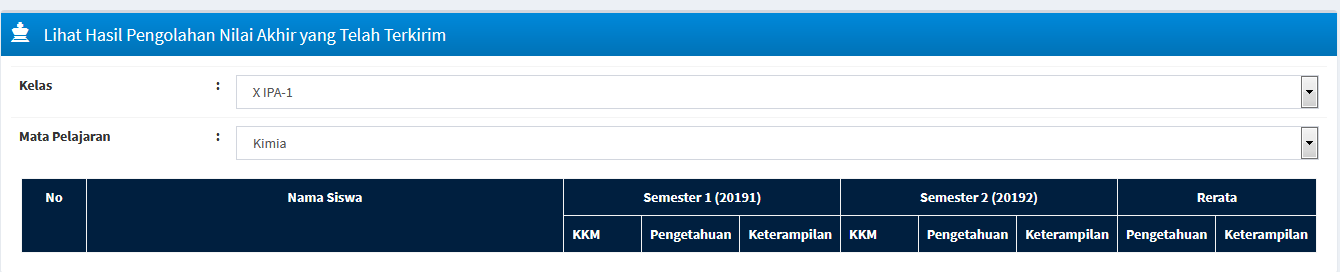 Lihat Hasil Pengolahan Nilai Akhir yang Telah Terkirim
Kelas : X IPA-1
Mata Pelajaran : Kimia
No Nama Siswa Semester 1 (20191) Semester 2 (20192) Rerata
KKM Pengetahuan Keterampilan KKM Pengetahuan Keterampilan Pengetahuan Keterampilan